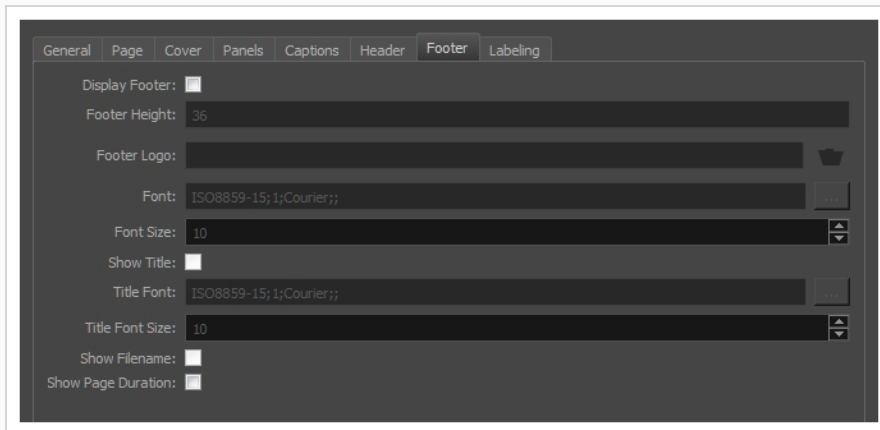 General Page Cover Panels Captions Header Footer Labeling
Display Footer:
Footer Height: 36
Footer Logo:
Font: ISO8859-15;1;Courier;;
...
Font Size: 10
Show Title:
Title Font: ISO8859-15;1;Courier;;
...
Title Font Size: 10
Show Filename:
Show Page Duration: